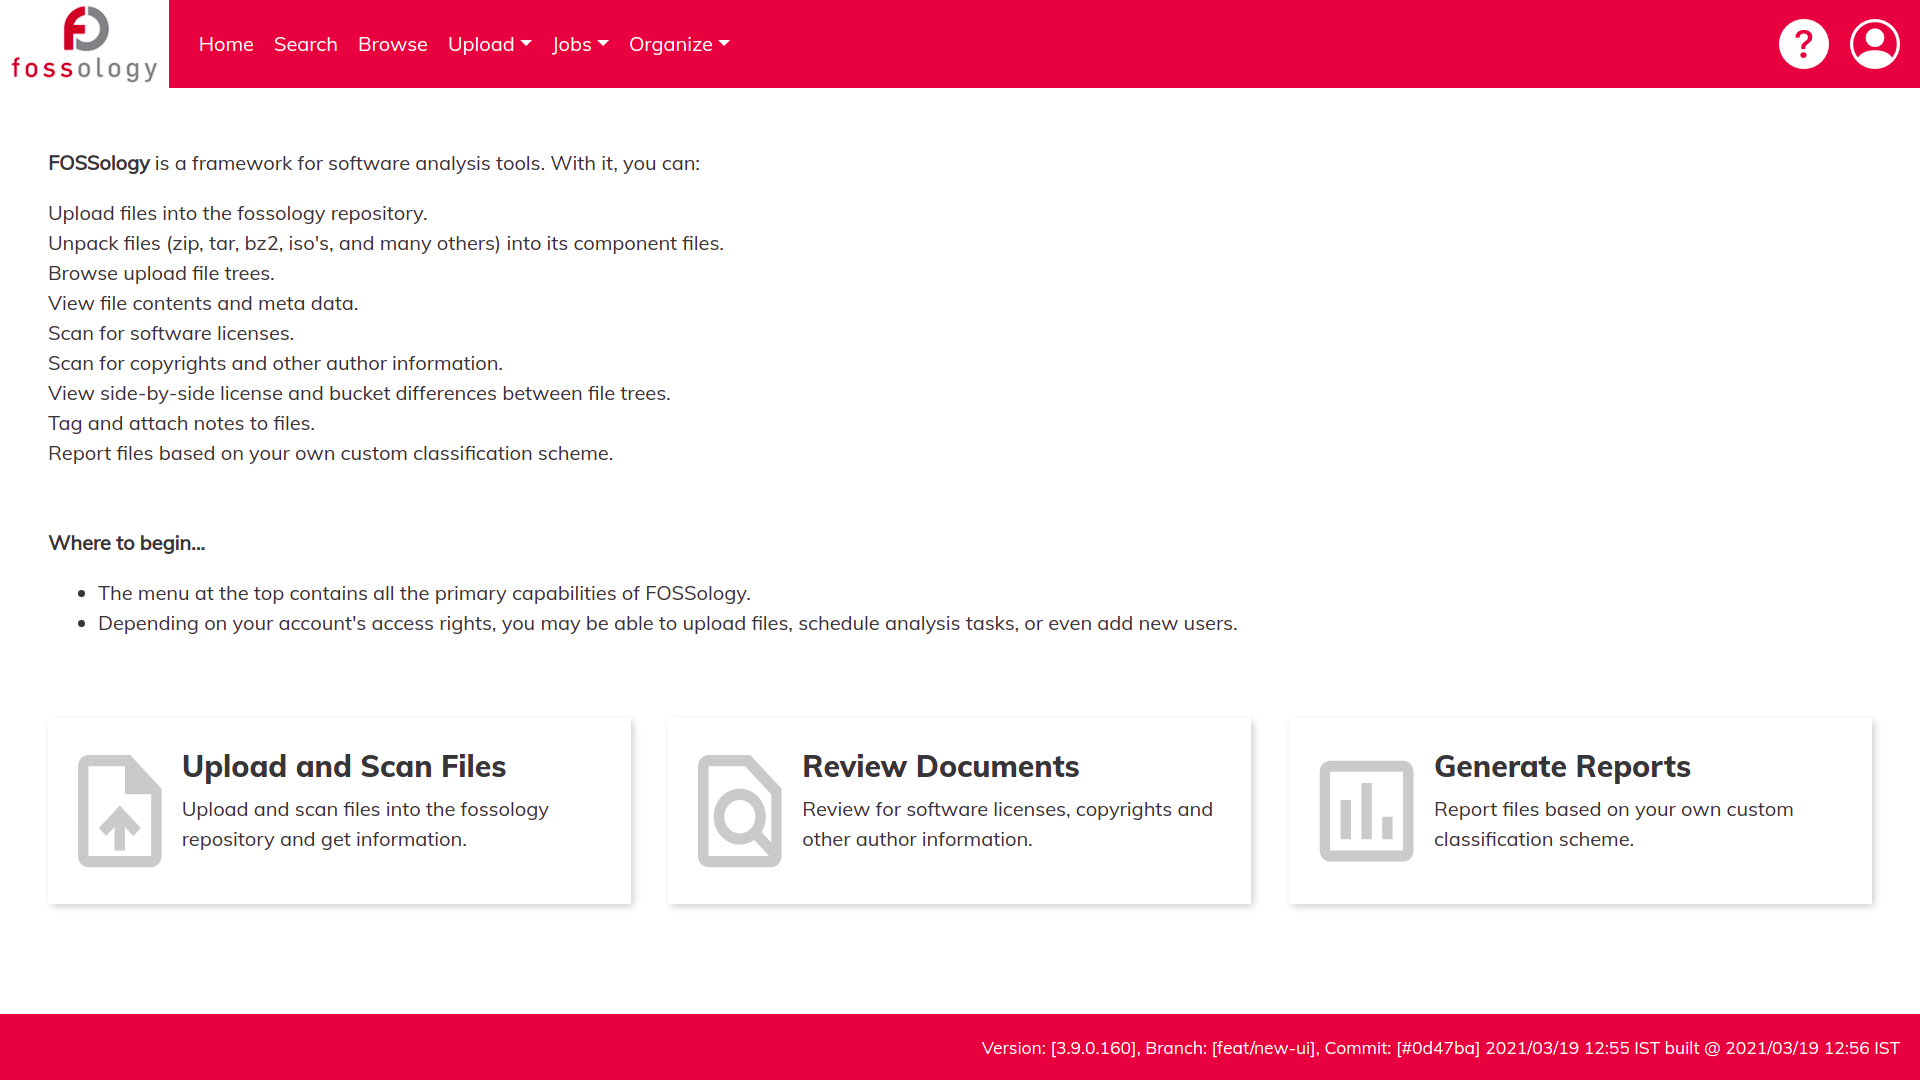 fossology
Home Search Browse Upload Jobs Organize
?
FOSSology is a framework for software analysis tools. With it, you can:
Upload files into the fossology repository.
Unpack files (zip, tar, bz2, iso's, and many others) into its component files.
Browse upload file trees.
View file contents and meta data.
Scan for software licenses.
Scan for copyrights and other author information.
View side-by-side license and bucket differences between file trees.
Tag and attach notes to files.
Report files based on your own custom classification scheme.
Where to begin...
• The menu at the top contains all the primary capabilities of FOSSology.
• Depending on your account's access rights, you may be able to upload files, schedule analysis tasks, or even add new users.
Upload and Scan Files
Upload and scan files into the fossology
repository and get information.
Review Documents
Review for software licenses, copyrights and
other author information.
Generate Reports
Report files based on your own custom
classification scheme.
Version: [3.9.0.160], Branch: [feat/new-ui], Commit: [#0d47ba] 2021/03/19 12:55 IST built @ 2021/03/19 12:56 IST